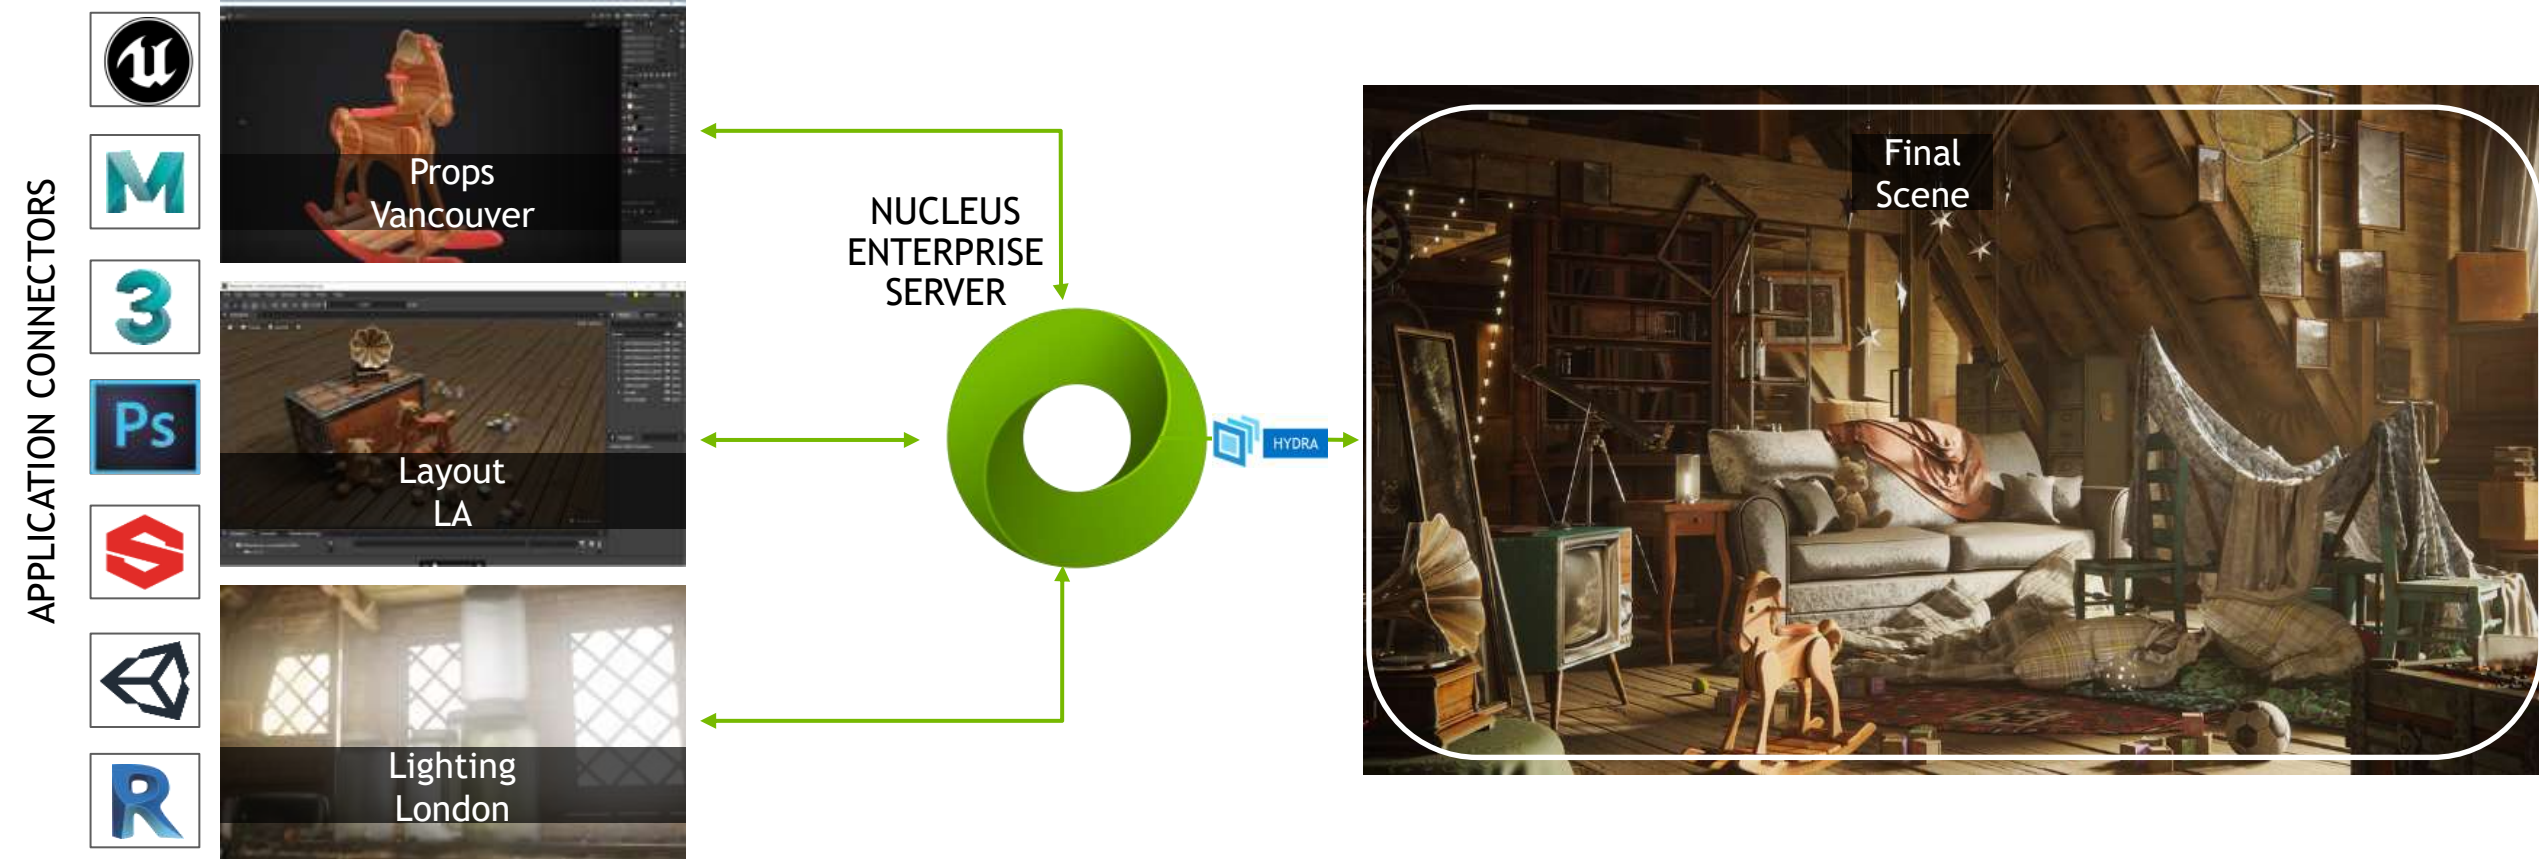 APPLICATION CONNECTORS
Ps
Props
Vancouver
Layout
LA
Lighting
London
NUCLEUS
ENTERPRISE
SERVER
HYDRA
Final
Scene